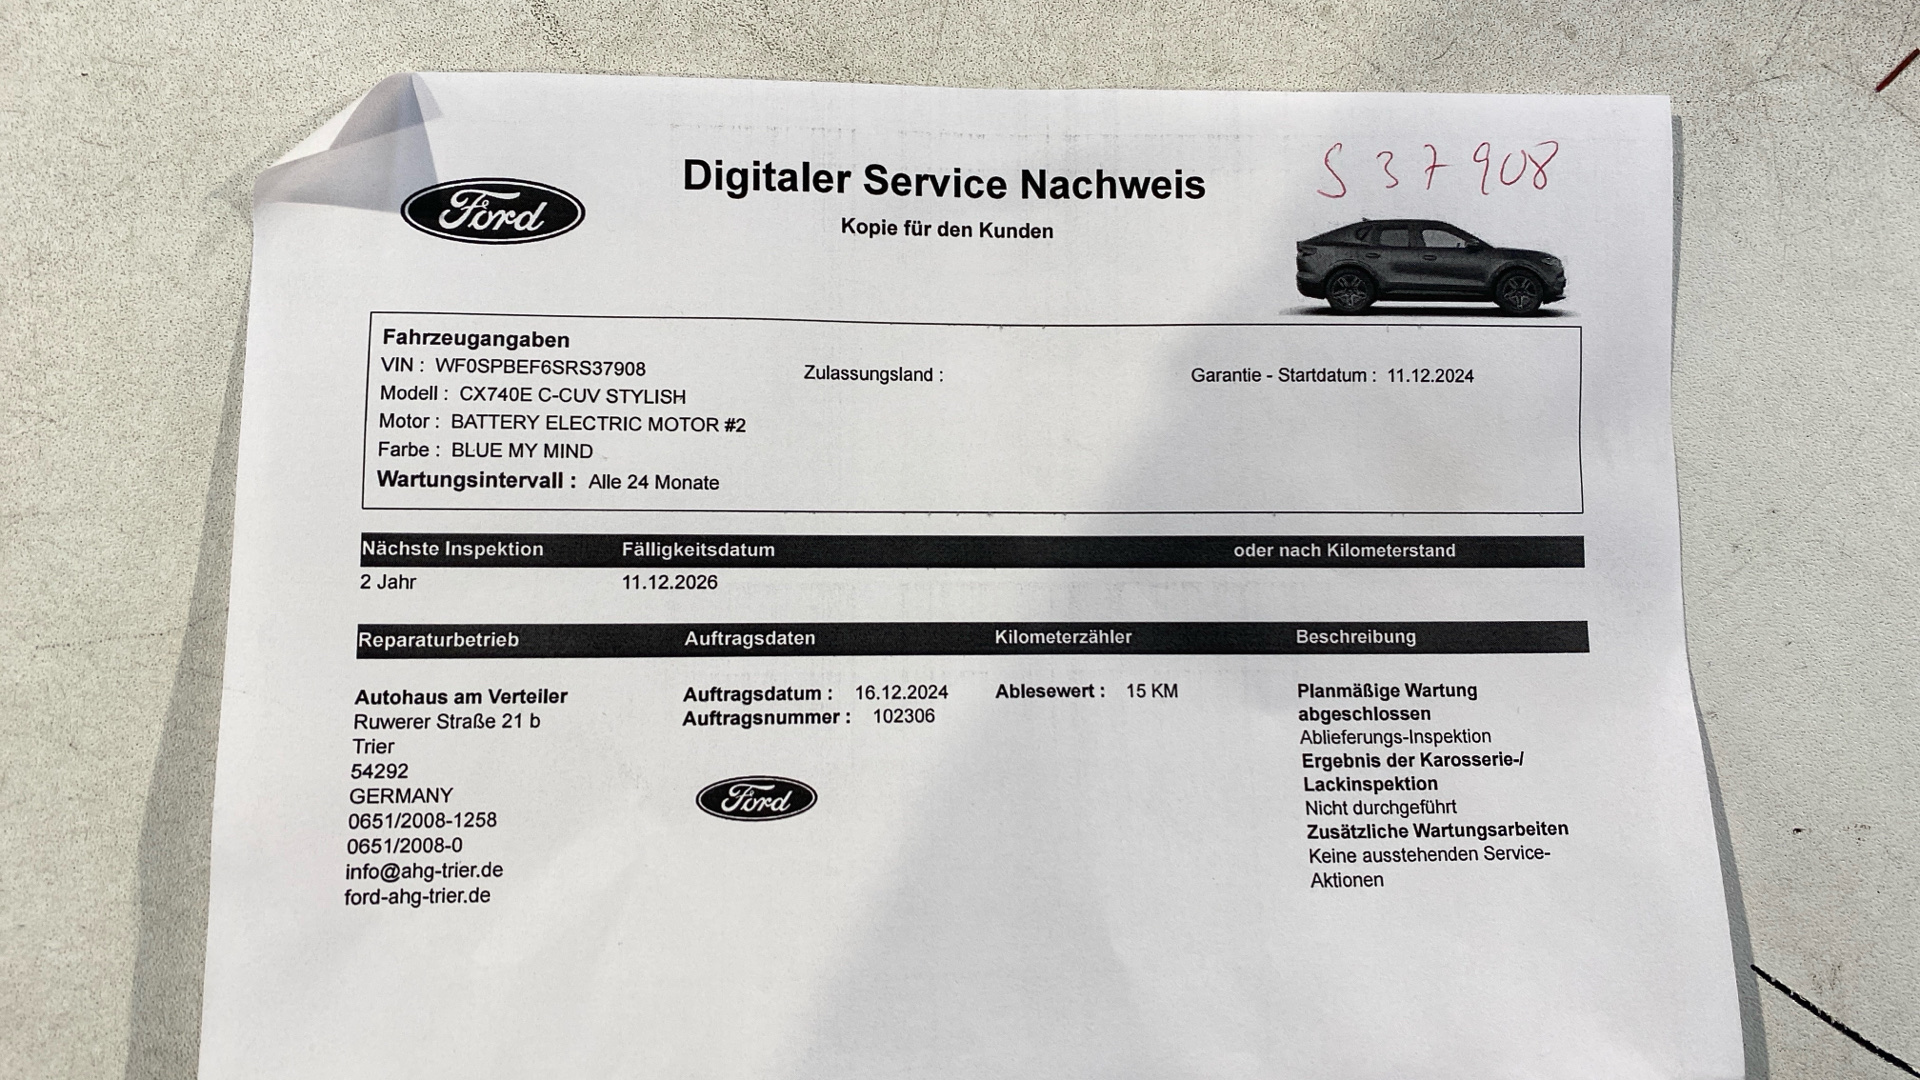 Ford
Digitaler Service Nachweis
Kopie für den Kunden
S 37 908
Fahrzeugangaben
VIN : WF0SPBEF6SRS37908
Zulassungsland :
Garantie - Startdatum : 11.12.2024
Modell : CX740E C-CUV STYLISH
Motor : BATTERY ELECTRIC MOTOR #2
Farbe : BLUE MY MIND
Wartungsintervall : Alle 24 Monate
Nächste Inspektion Fälligkeitsdatum oder nach Kilometerstand
2 Jahr 11.12.2026
Reparaturbetrieb Auftragsdaten Kilometerzähler Beschreibung
Autohaus am Verteiler
Ruwerer Straße 21 b
Trier
54292
GERMANY
0651/2008-1258
0651/2008-0
info@ahg-trier.de
ford-ahg-trier.de
Auftragsdatum : 16.12.2024
Auftragsnummer : 102306
Ford
Ablesewert : 15 KM
Planmäßige Wartung
abgeschlossen
Ablieferungs-Inspektion
Ergebnis der Karosserie-/
Lackinspektion
Nicht durchgeführt
Zusätzliche Wartungsarbeiten
Keine ausstehenden Service-
Aktionen